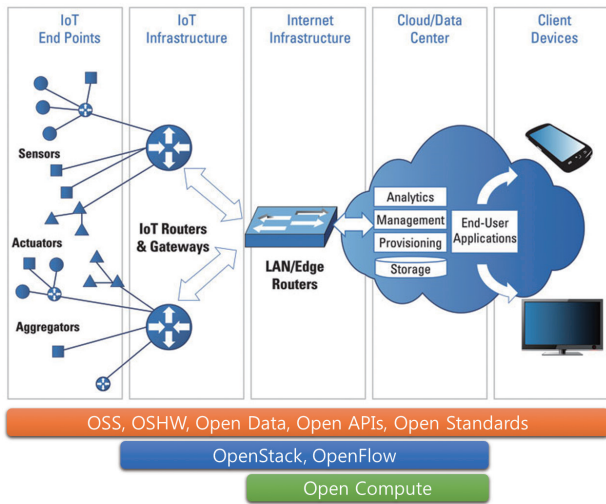 IoT
End Points
IoT
Infrastructure
Internet
Infrastructure
Cloud/Data
Center
Client
Devices
Sensors
Actuators
Aggregators
IoT Routers
& Gateways
LAN/Edge
Routers
Analytics
Management
Provisioning
Storage
End-User
Applications
OSS, OSHW, Open Data, Open APIs, Open Standards
OpenStack, OpenFlow
Open Compute